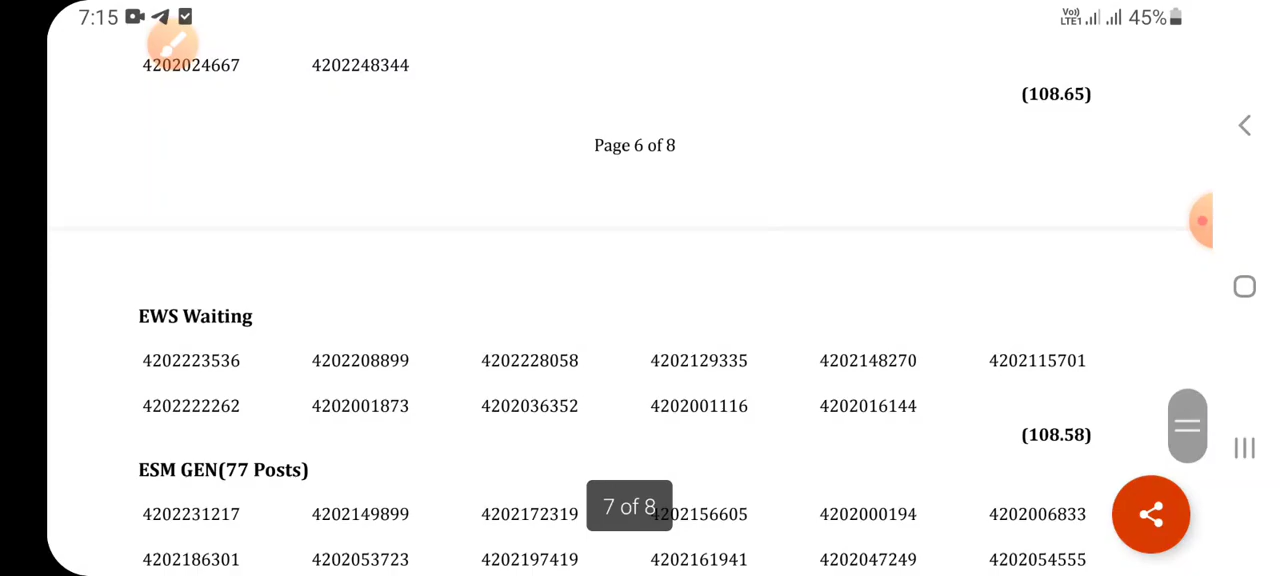 7:15 Vo)) LTE1 45%
4202024667 4202248344
(108.65)
Page 6 of 8
EWS Waiting
4202223536 4202208899 4202228058 4202129335 4202148270 4202115701
4202222262 4202001873 4202036352 4202001116 4202016144
(108.58)
ESM GEN(77 Posts)
7 of 8
4202231217 4202149899 4202172319 4202156605 4202000194 4202006833
4202186301 4202053723 4202197419 4202161941 4202047249 4202054555